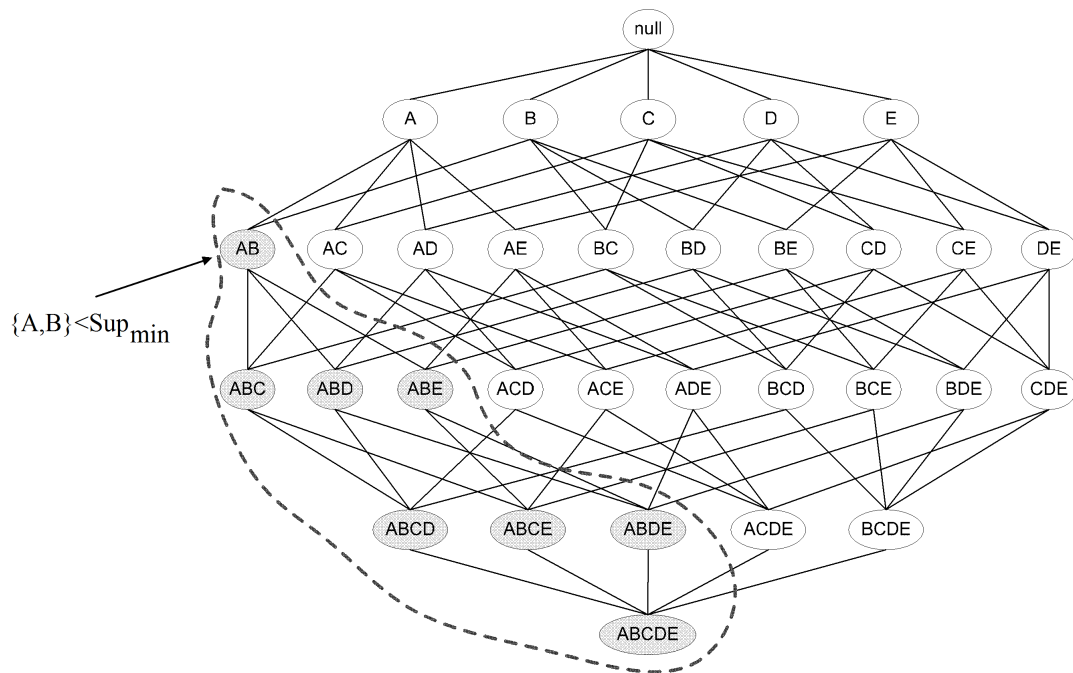 null
A B C D E
AB AC AD AE BC BD BE CD CE DE
{A,B}<Sup_min
ABC ABD ABE ACD ACE ADE BCD BCE BDE CDE
ABCD ABCE ABDE ACDE BCDE
ABCDE